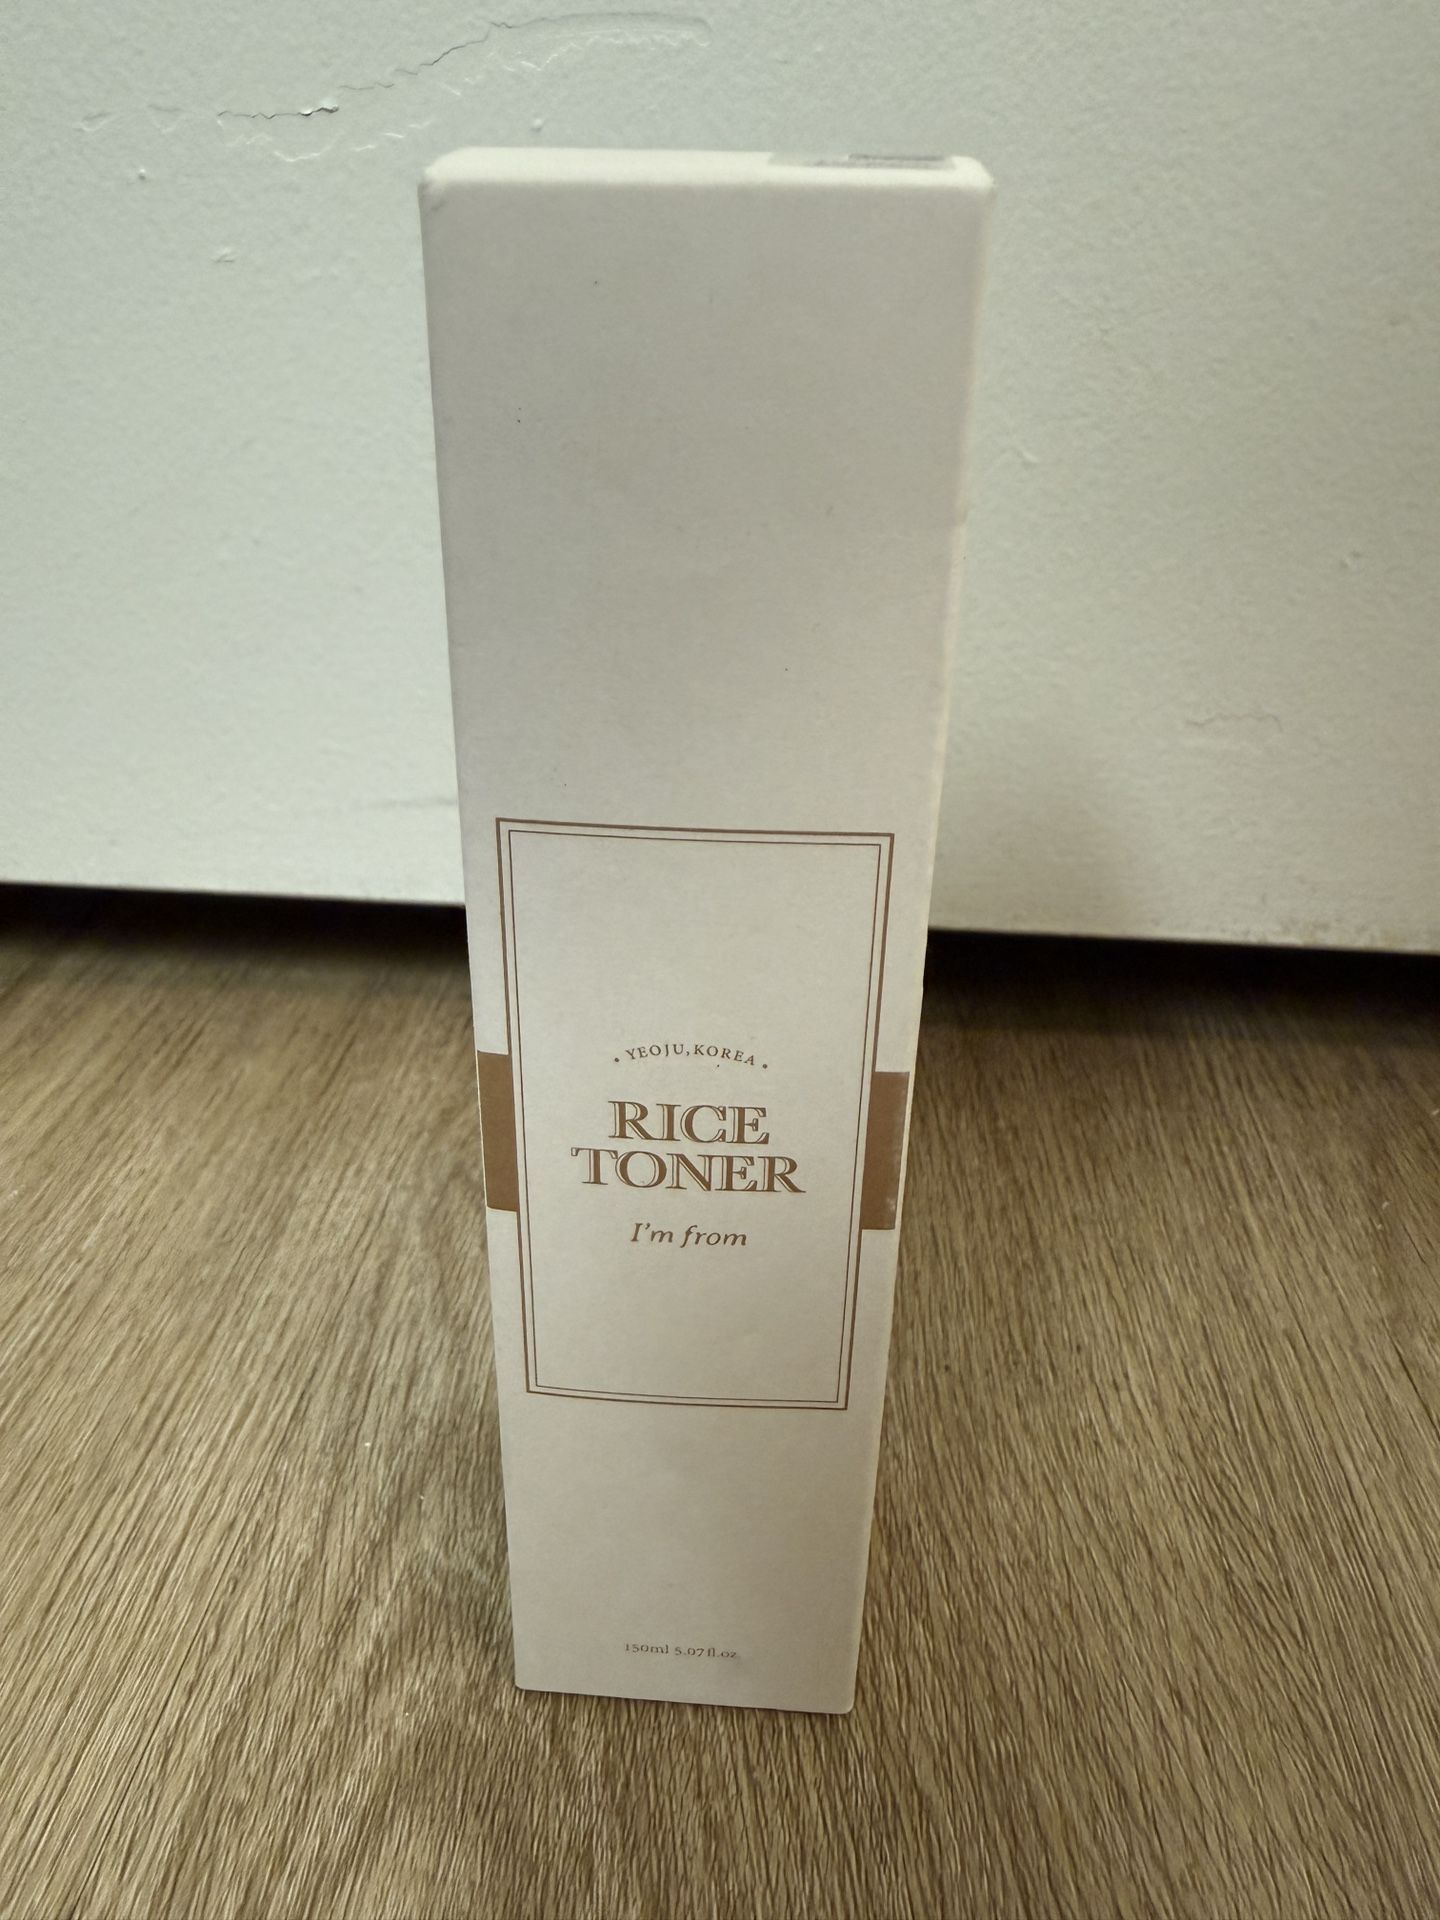 • YEOJU, KOREA •
RICE
TONER
I'm from
150ml 5.07fl.oz